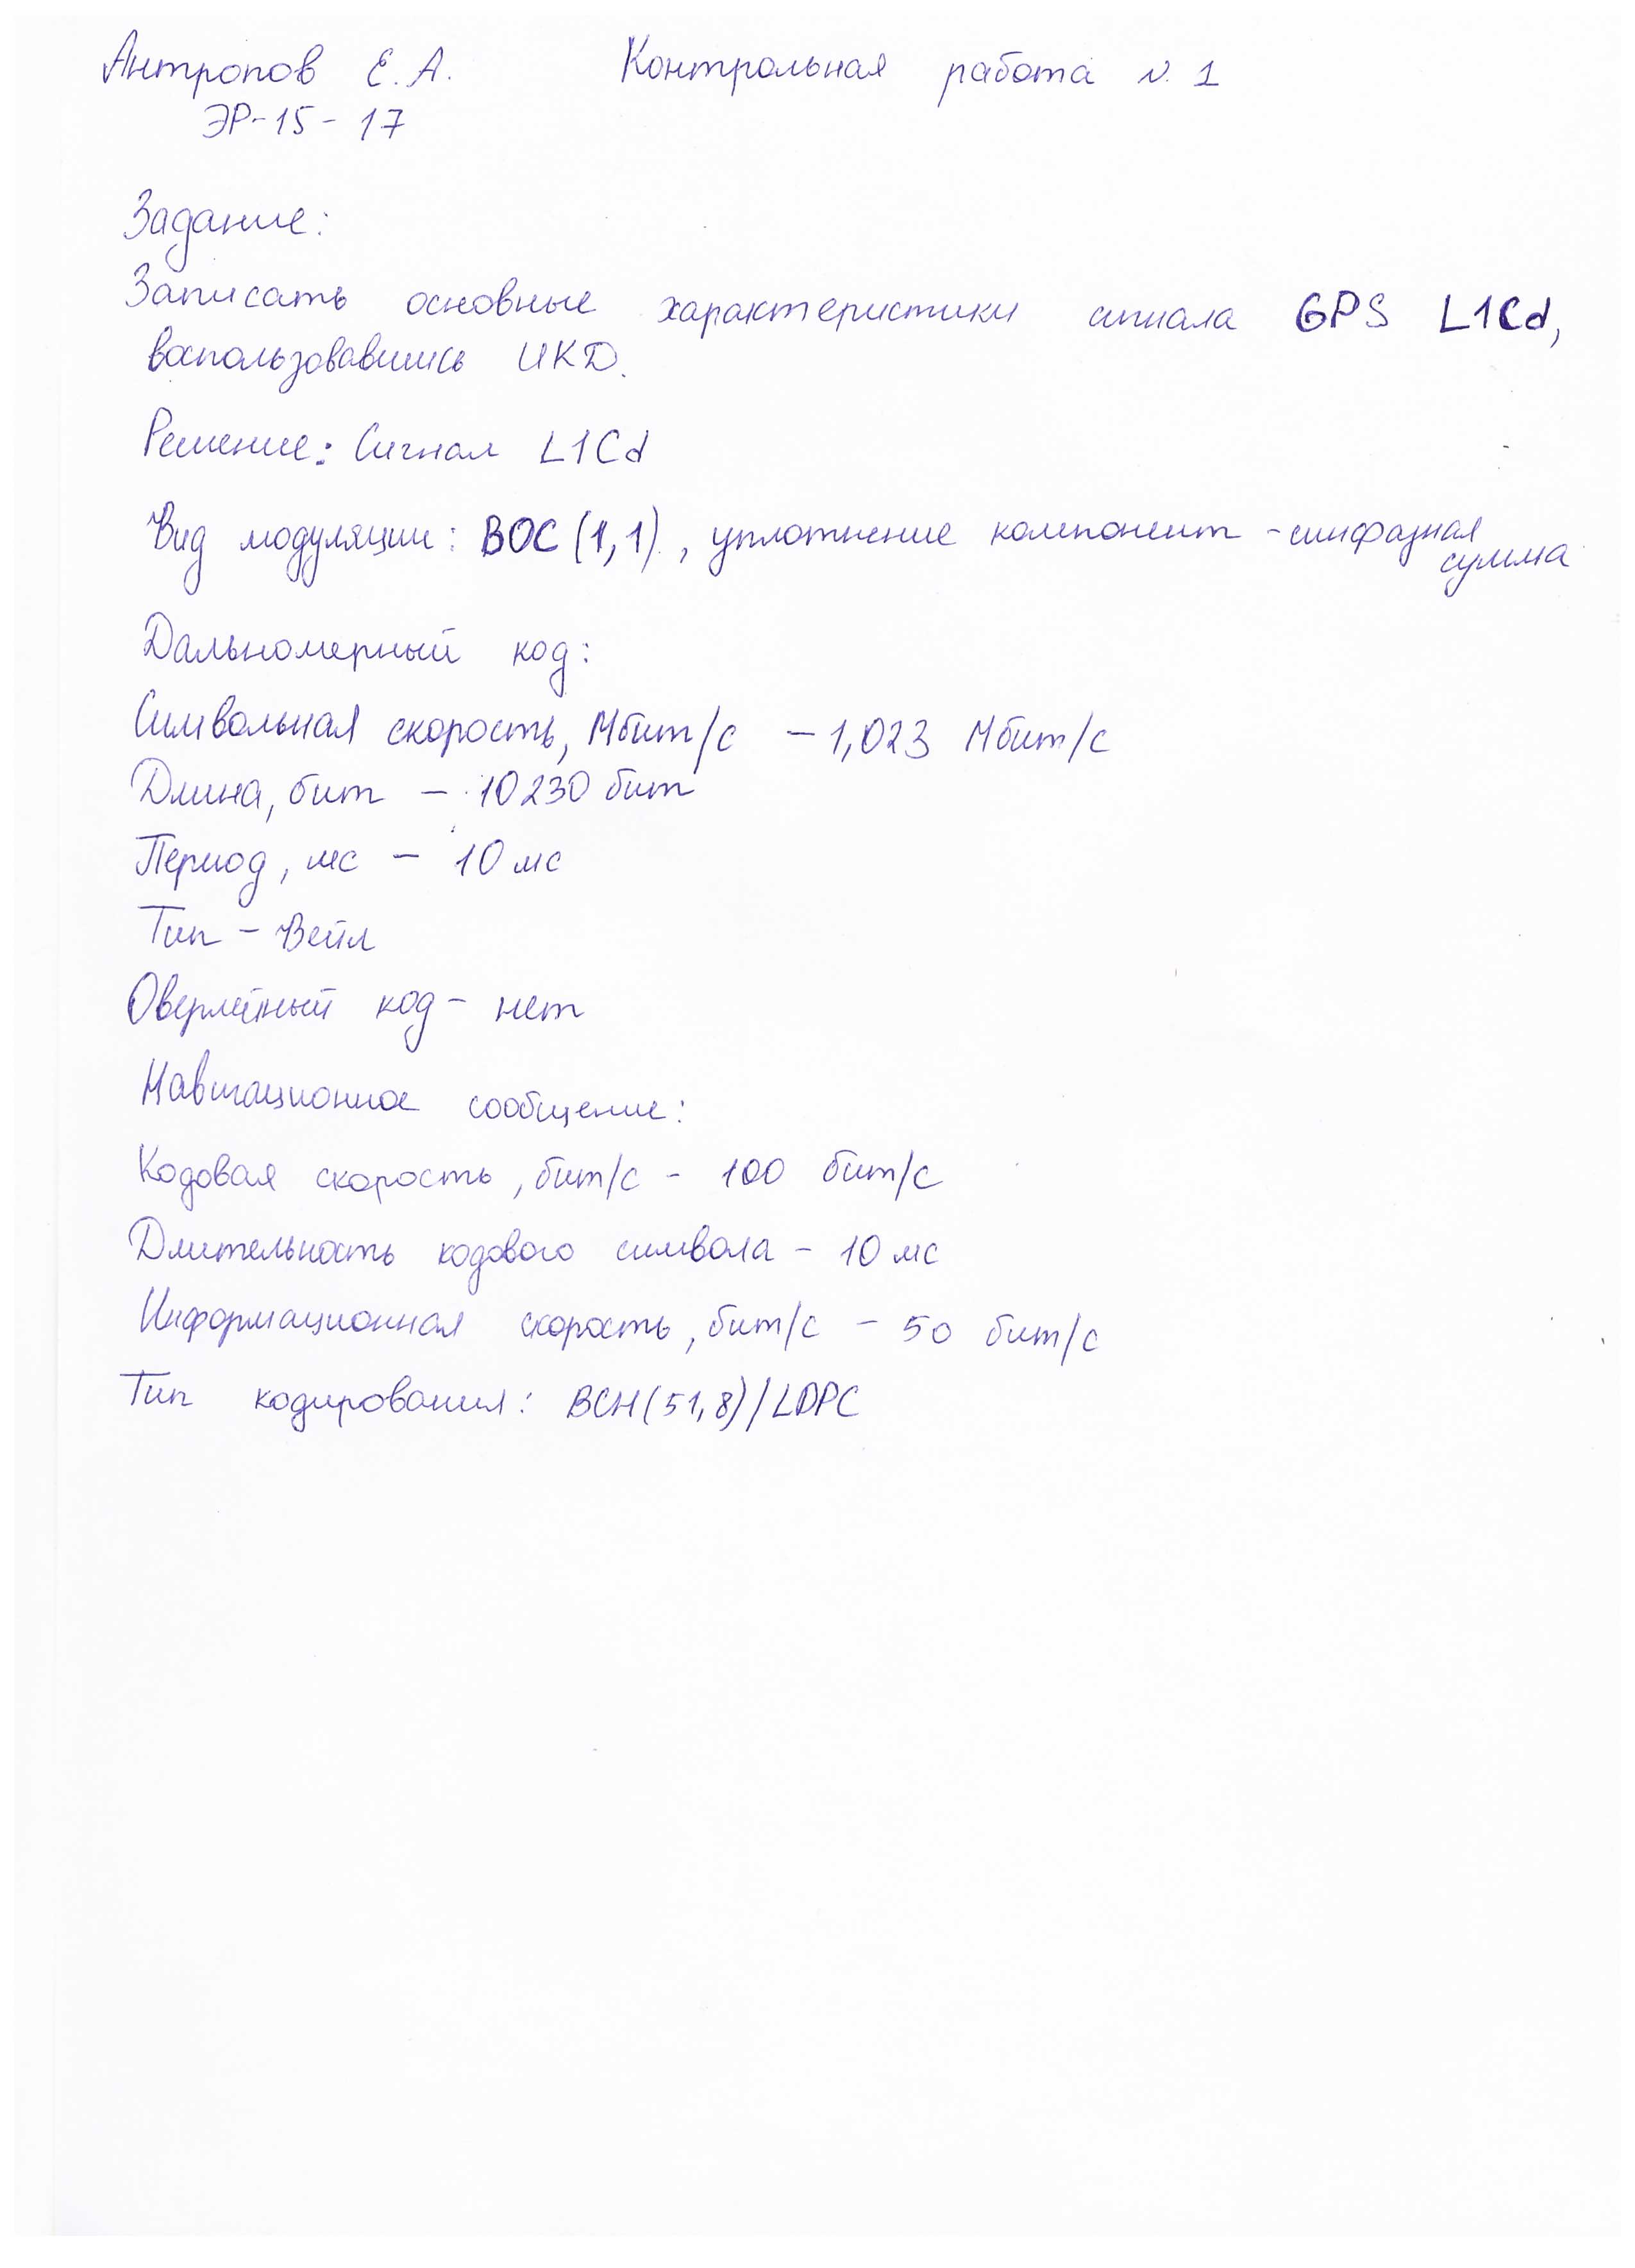 Антропов Е.А. Контрольная работа N. 1
ЭР-15-17
Задание:
Записать основные характеристики сигнала GPS L1Cd,
воспользовавшись ИКД.
Решение: Сигнал L1Cd
Вид модуляции: BOC(1,1), уплотнение компонент - синфазная
сумма
Дальномерный код:
Символьная скорость, Мбит/с - 1,023 Мбит/с
Длина, бит - 10230 бит
Период, мс - 10 мс
Тип - Вейл
Оверлейный код - нет
Навигационное сообщение:
Кодовая скорость, бит/с - 100 бит/с
Длительность кодового символа - 10 мс
Информационная скорость, бит/с - 50 бит/с
Тип кодирования: BCH(51,8)/LDPC